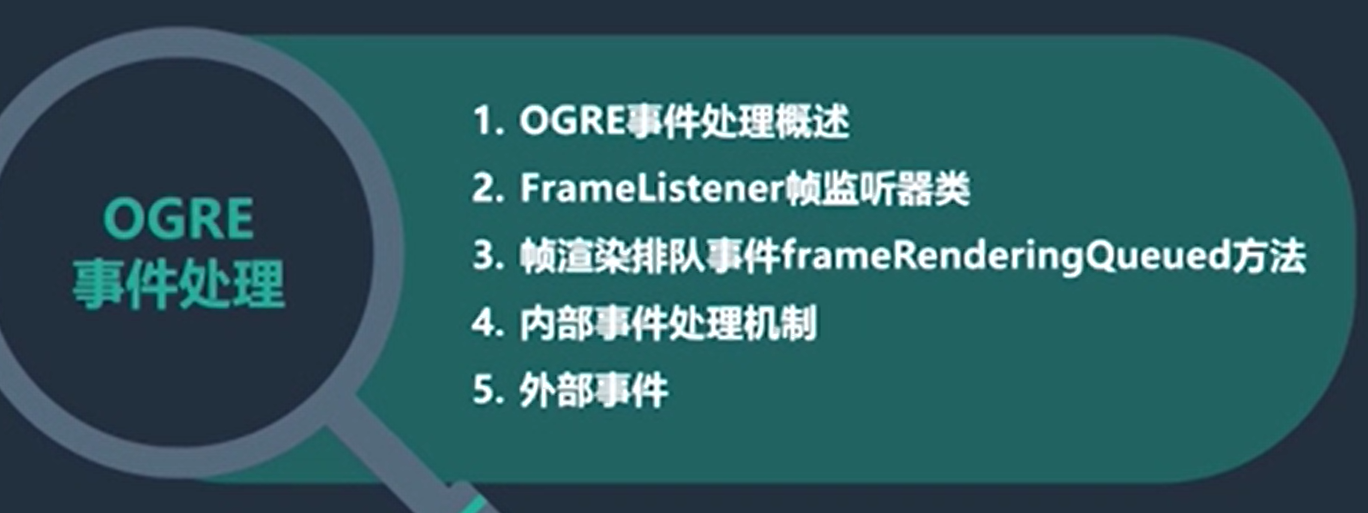 OGRE
事件处理
1. OGRE事件处理概述
2. FrameListener帧监听器类
3. 帧渲染排队事件frameRenderingQueued方法
4. 内部事件处理机制
5. 外部事件